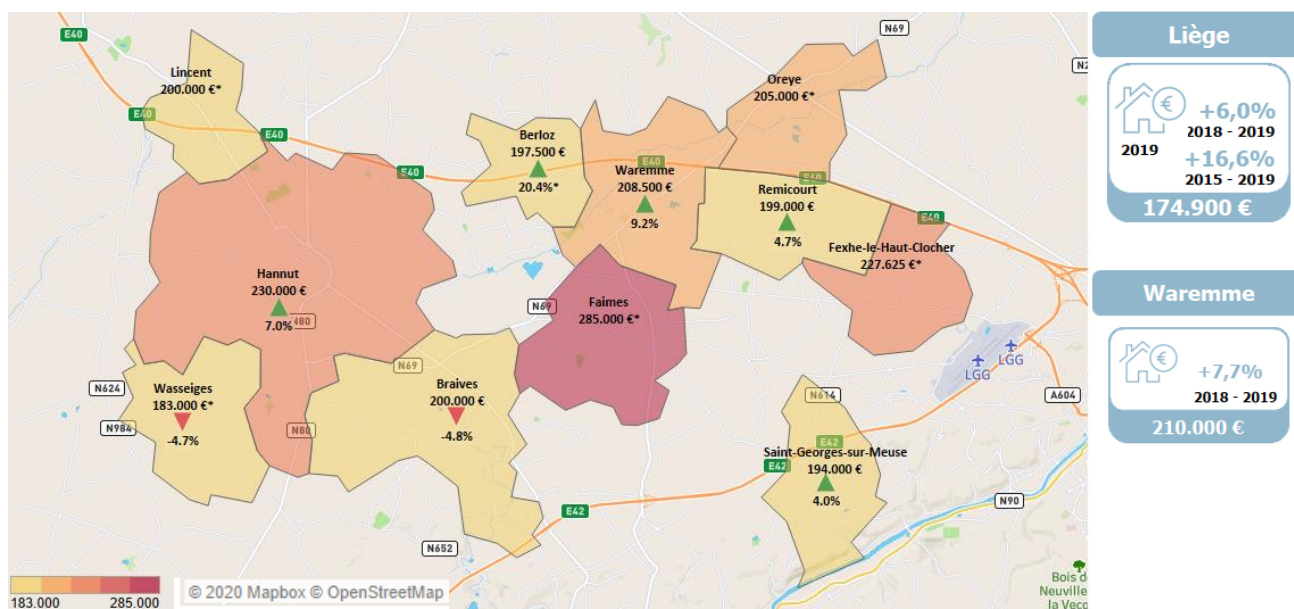 E40
N69
N2
Lincent
200.000 €*
Oreye
205.000 €*
E40
E40
Berloz
197.500 €
20.4%*
E40
E40
Waremme
208.500 €
9.2%
E40
Remicourt
199.000 €
4.7%
E40
Fexhe-le-Haut-Clocher
227.625 €*
Hannut
230.000 €
7.0%
N80
N69
Faimes
285.000 €*
LGG
LGG
N624
Wasseiges
183.000 €*
-4.7%
N984
N80
N69
Braives
200.000 €
-4.8%
N614
A604
E42
Saint-Georges-sur-Meuse
194.000 €
4.0%
E42
E42
N90
N652
Bois d
Neuville
la Vecq
183.000
285.000
© 2020 Mapbox © OpenStreetMap
Liège
€
+6,0%
2018 - 2019
2019
+16,6%
2015 - 2019
174.900 €
Waremme
€
+7,7%
2018 - 2019
210.000 €